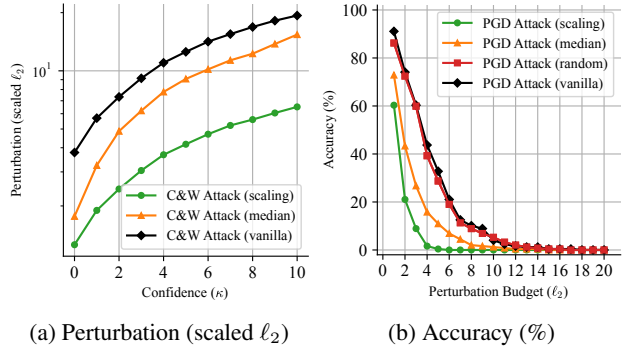 Perturbation (scaled ℓ2)
10^1
C&W Attack (scaling)
C&W Attack (median)
C&W Attack (vanilla)
0 2 4 6 8 10
Confidence (κ)
(a) Perturbation (scaled ℓ2)
Accuracy (%)
100
80
60
40
20
0
PGD Attack (scaling)
PGD Attack (median)
PGD Attack (random)
PGD Attack (vanilla)
0 2 4 6 8 10 12 14 16 18 20
Perturbation Budget (ℓ2)
(b) Accuracy (%)